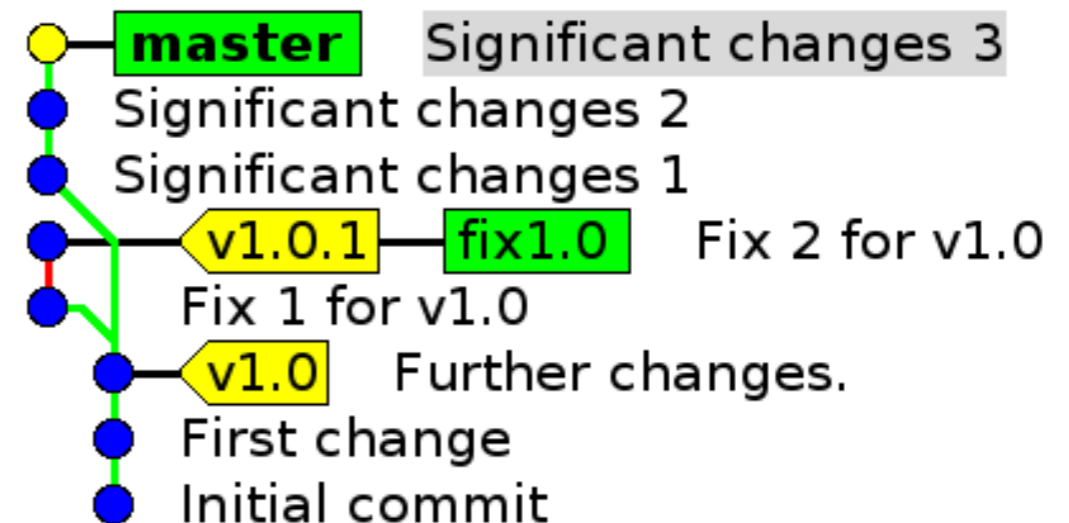 master Significant changes 3
Significant changes 2
Significant changes 1
v1.0.1 fix1.0 Fix 2 for v1.0
Fix 1 for v1.0
v1.0 Further changes.
First change
Initial commit